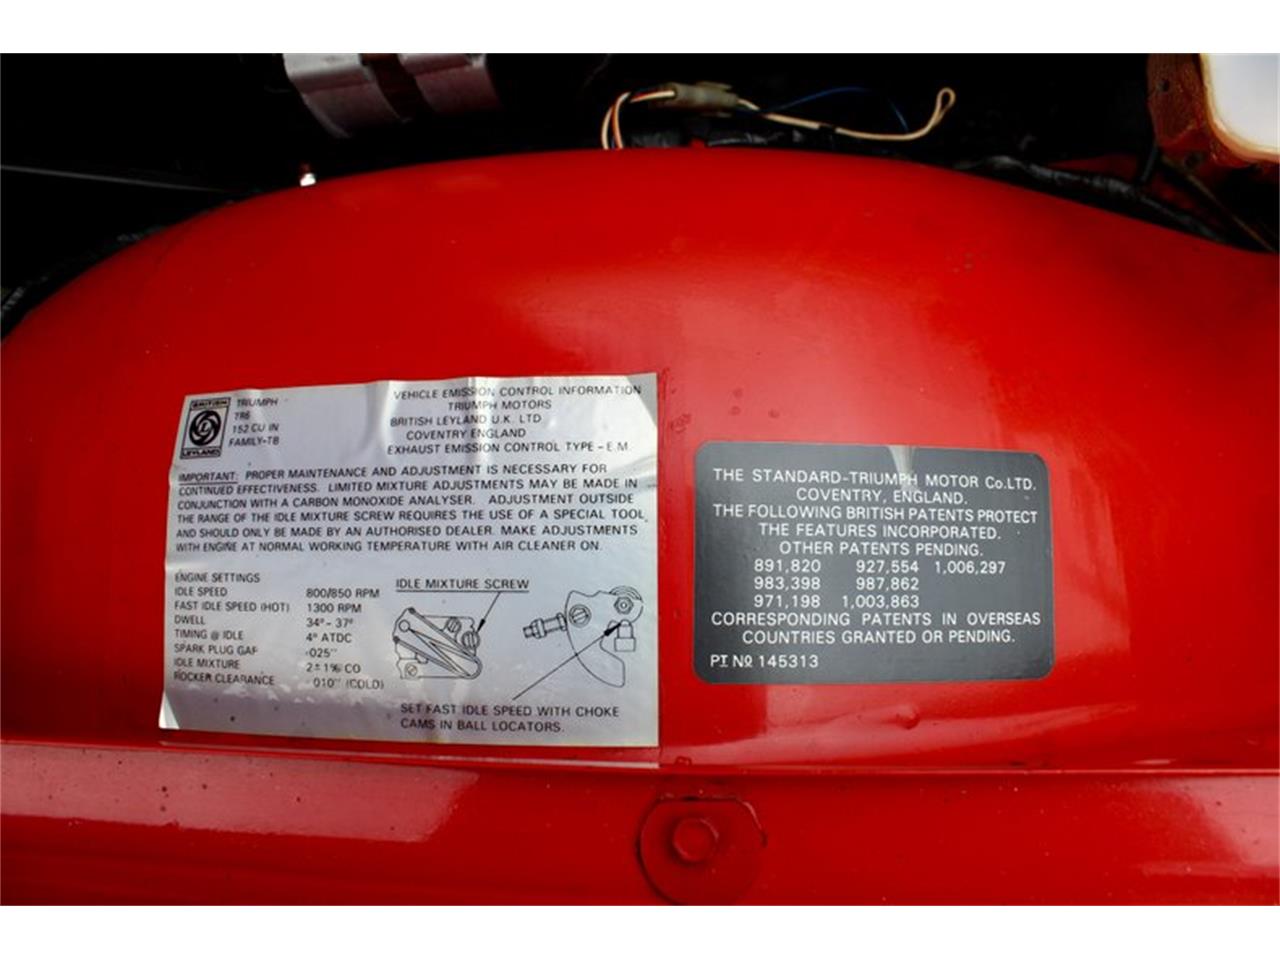 BRITISH
LEYLAND
TRIUMPH
TR6
152 CU IN
FAMILY-TB
VEHICLE EMISSION CONTROL INFORMATION
TRIUMPH MOTORS
BRITISH LEYLAND U.K. LTD
COVENTRY ENGLAND
EXHAUST EMISSION CONTROL TYPE - E.M.
IMPORTANT: PROPER MAINTENANCE AND ADJUSTMENT IS NECESSARY FOR
CONTINUED EFFECTIVENESS. LIMITED MIXTURE ADJUSTMENTS MAY BE MADE IN
CONJUNCTION WITH A CARBON MONOXIDE ANALYSER. ADJUSTMENT OUTSIDE
THE RANGE OF THE IDLE MIXTURE SCREW REQUIRES THE USE OF A SPECIAL TOOL
AND SHOULD ONLY BE MADE BY AN AUTHORISED DEALER. MAKE ADJUSTMENTS
WITH ENGINE AT NORMAL WORKING TEMPERATURE WITH AIR CLEANER ON.
ENGINE SETTINGS
IDLE SPEED 800/850 RPM
FAST IDLE SPEED (HOT) 1300 RPM
DWELL 34º - 37º
TIMING @ IDLE 4º ATDC
SPARK PLUG GAP ·025"
IDLE MIXTURE 2±1% CO
ROCKER CLEARANCE ·010" (COLD)
IDLE MIXTURE SCREW
SET FAST IDLE SPEED WITH CHOKE
CAMS IN BALL LOCATORS.
THE STANDARD-TRIUMPH MOTOR Co.LTD.
COVENTRY, ENGLAND.
THE FOLLOWING BRITISH PATENTS PROTECT
THE FEATURES INCORPORATED.
OTHER PATENTS PENDING.
891,820 927,554 1,006,297
983,398 987,862
971,198 1,003,863
CORRESPONDING PATENTS IN OVERSEAS
COUNTRIES GRANTED OR PENDING.
PT Nº 145313